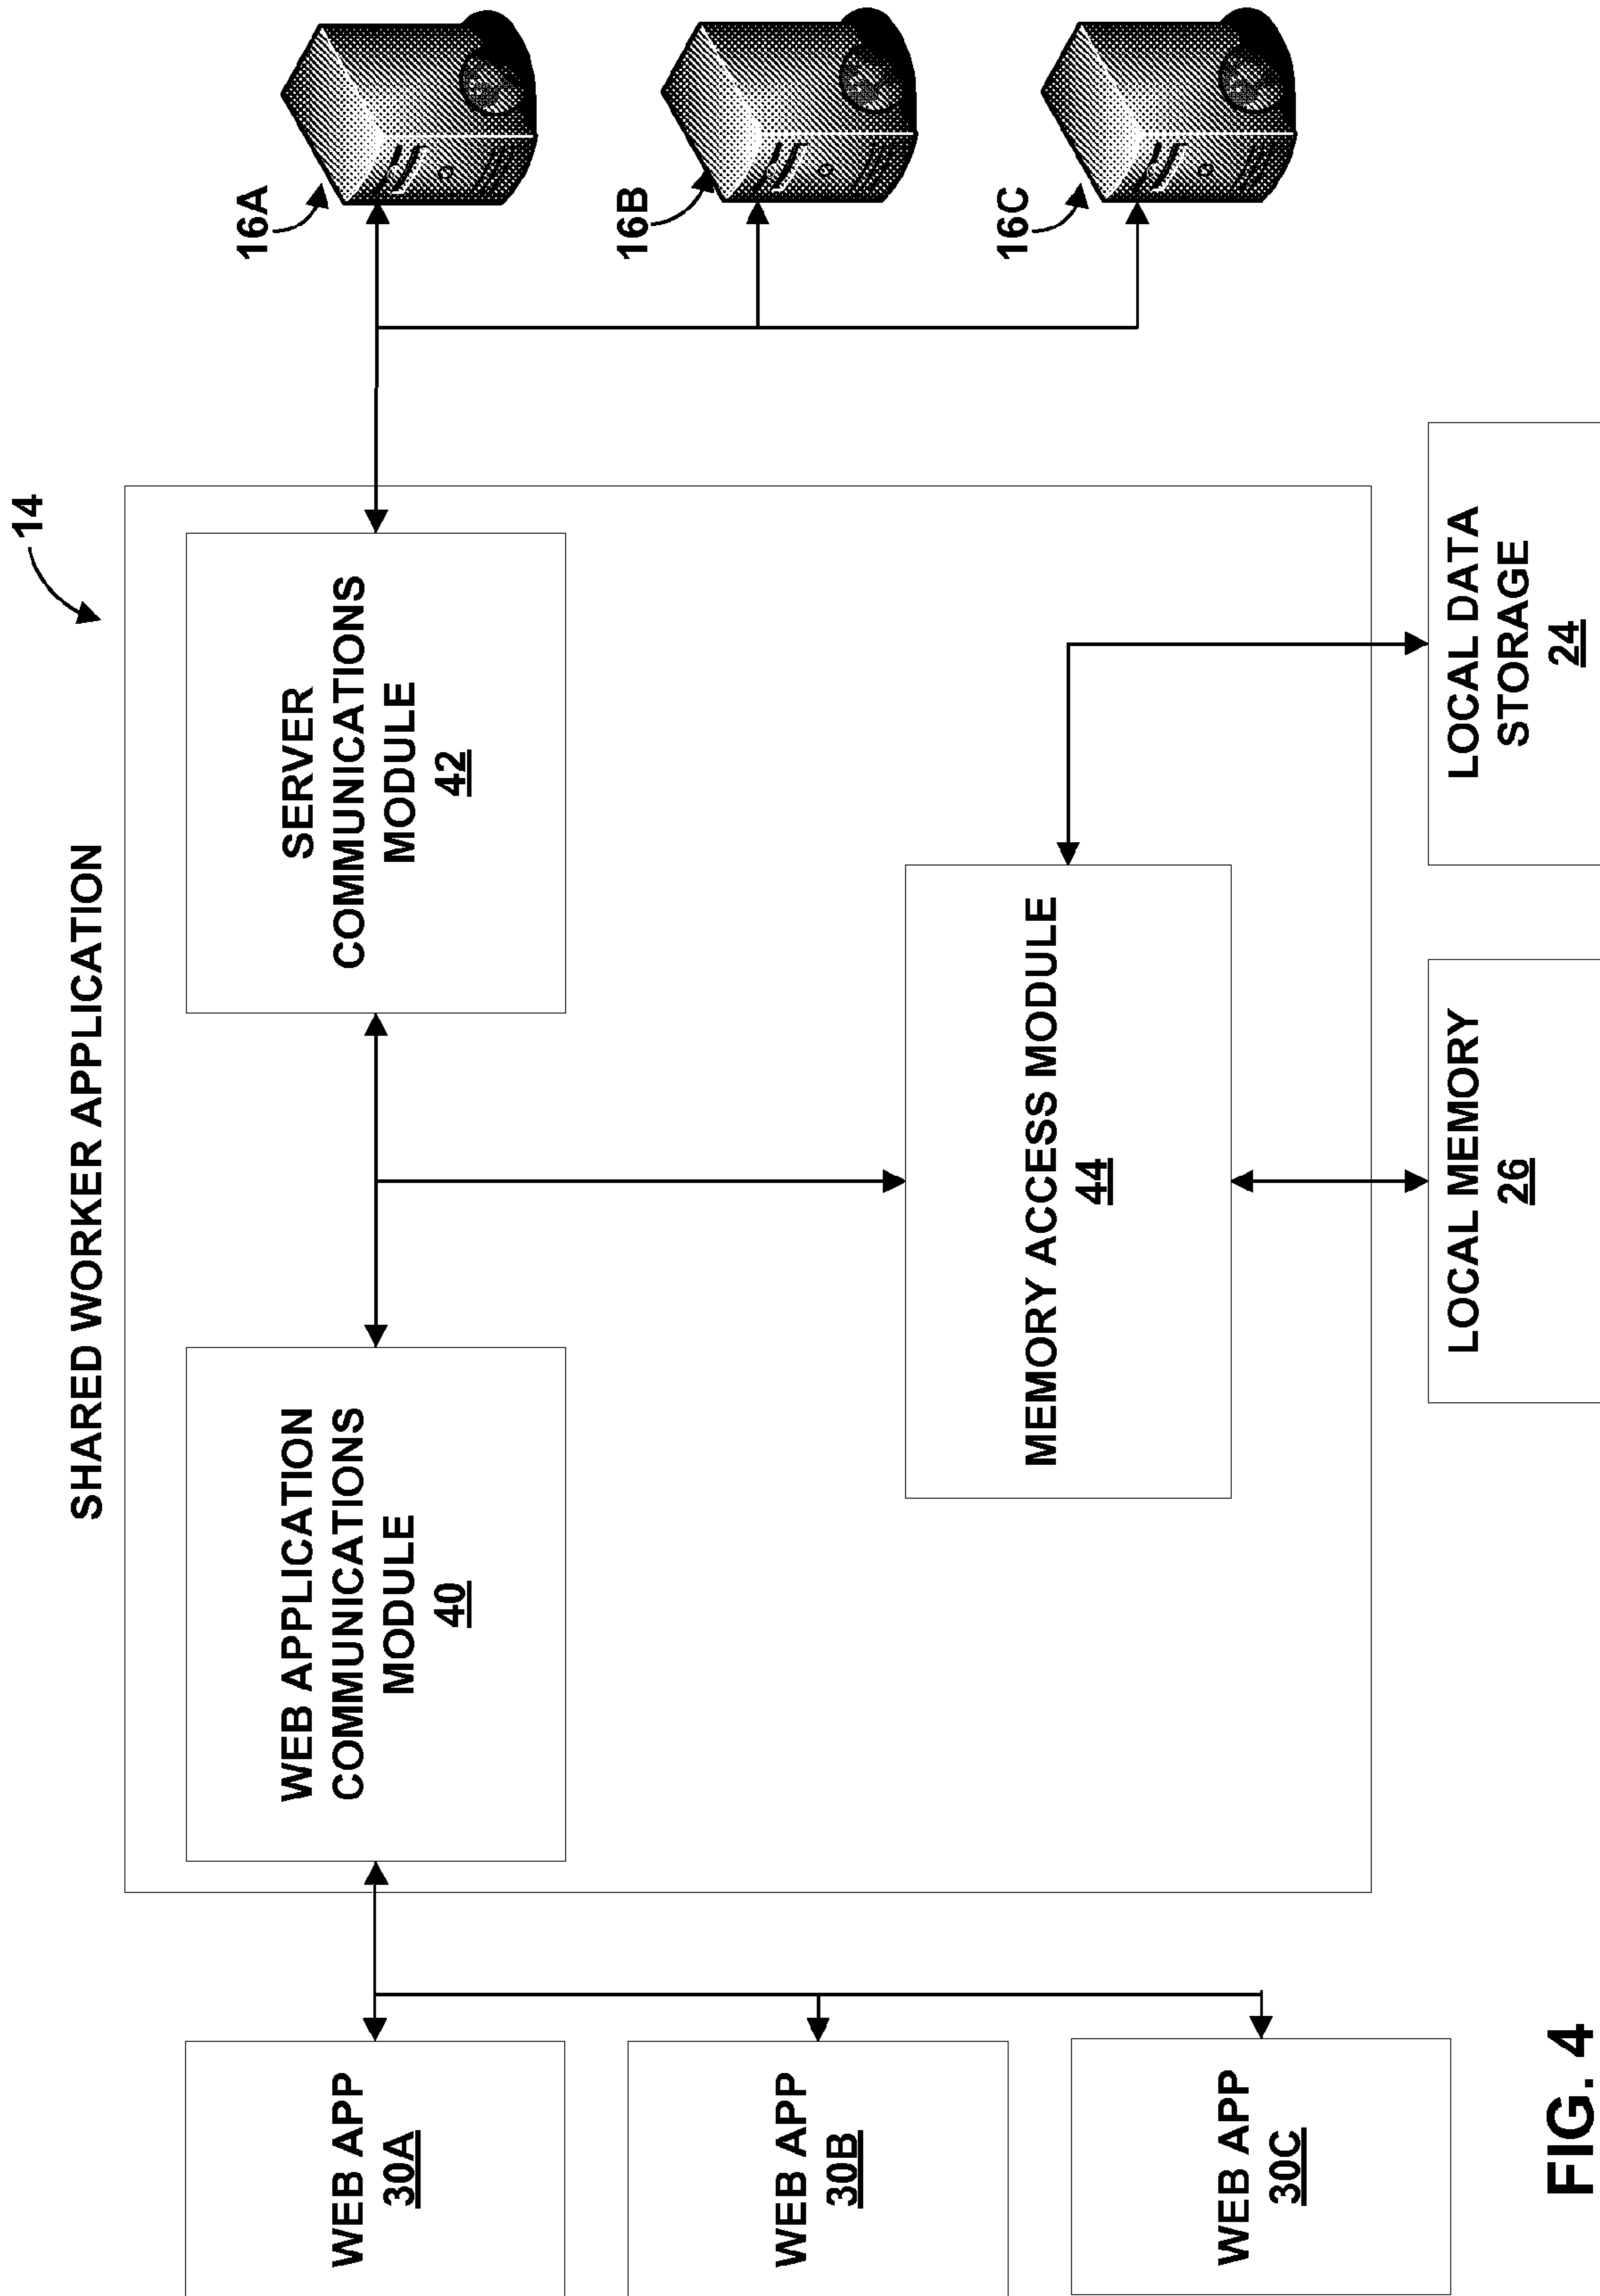 SHARED WORKER APPLICATION
14
WEB APP
30A
WEB APP
30B
WEB APP
30C
WEB APPLICATION
COMMUNICATIONS
MODULE
40
SERVER
COMMUNICATIONS
MODULE
42
MEMORY ACCESS MODULE
44
LOCAL MEMORY
26
LOCAL DATA
STORAGE
24
16A
16B
16C
FIG. 4